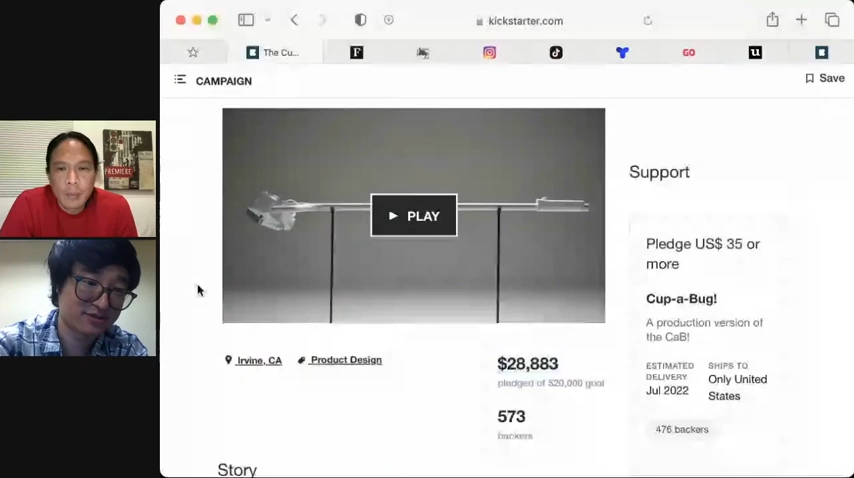 kickstarter.com
The Cu...
GO
CAMPAIGN
Save
PREMIERE
PLAY
Support
Pledge US$ 35 or
more
Cup-a-Bug!
A production version of
the CaB!
ESTIMATED
DELIVERY
Jul 2022
SHIPS TO
Only United
States
476 backers
Irvine, CA
Product Design
$28,883
pledged of $20,000 goal
573
backers
Story